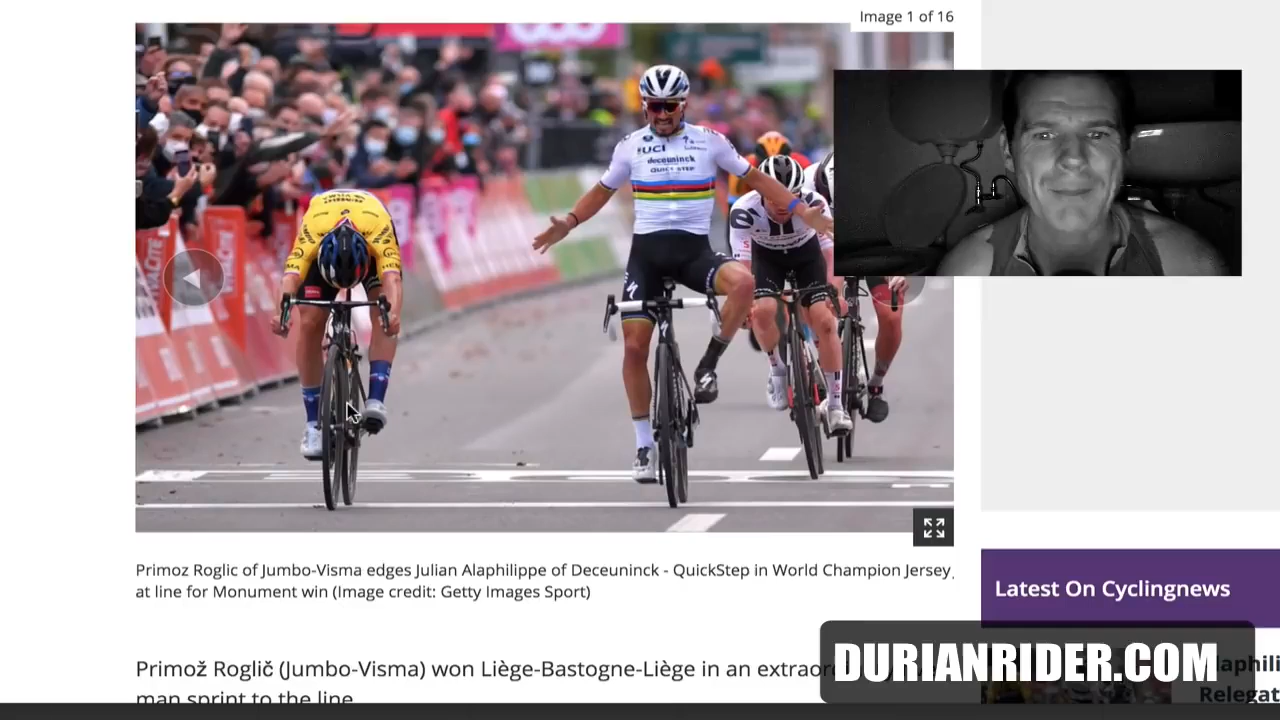 Image 1 of 16
UCI
deceuninck
QUICK·STEP
Primoz Roglic of Jumbo-Visma edges Julian Alaphilippe of Deceuninck - QuickStep in World Champion Jersey,
at line for Monument win (Image credit: Getty Images Sport)
Latest On Cyclingnews
Primož Roglič (Jumbo-Visma) won Liège-Bastogne-Liège in an
man sprint to the line
DURIANRIDER.COM